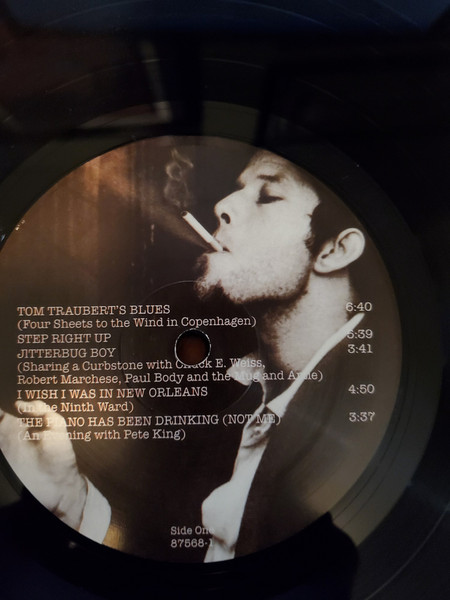 TOM TRAUBERT'S BLUES 6:40
(Four Sheets to the Wind in Copenhagen)
STEP RIGHT UP 5:39
JITTERBUG BOY 3:41
(Sharing a Curbstone with Chuck E. Weiss,
Robert Marchese, Paul Body and the Mug and Artie)
I WISH I WAS IN NEW ORLEANS 4:50
(In the Ninth Ward)
THE PIANO HAS BEEN DRINKING (NOT ME) 3:37
(An Evening with Pete King)
Side One
87568-1